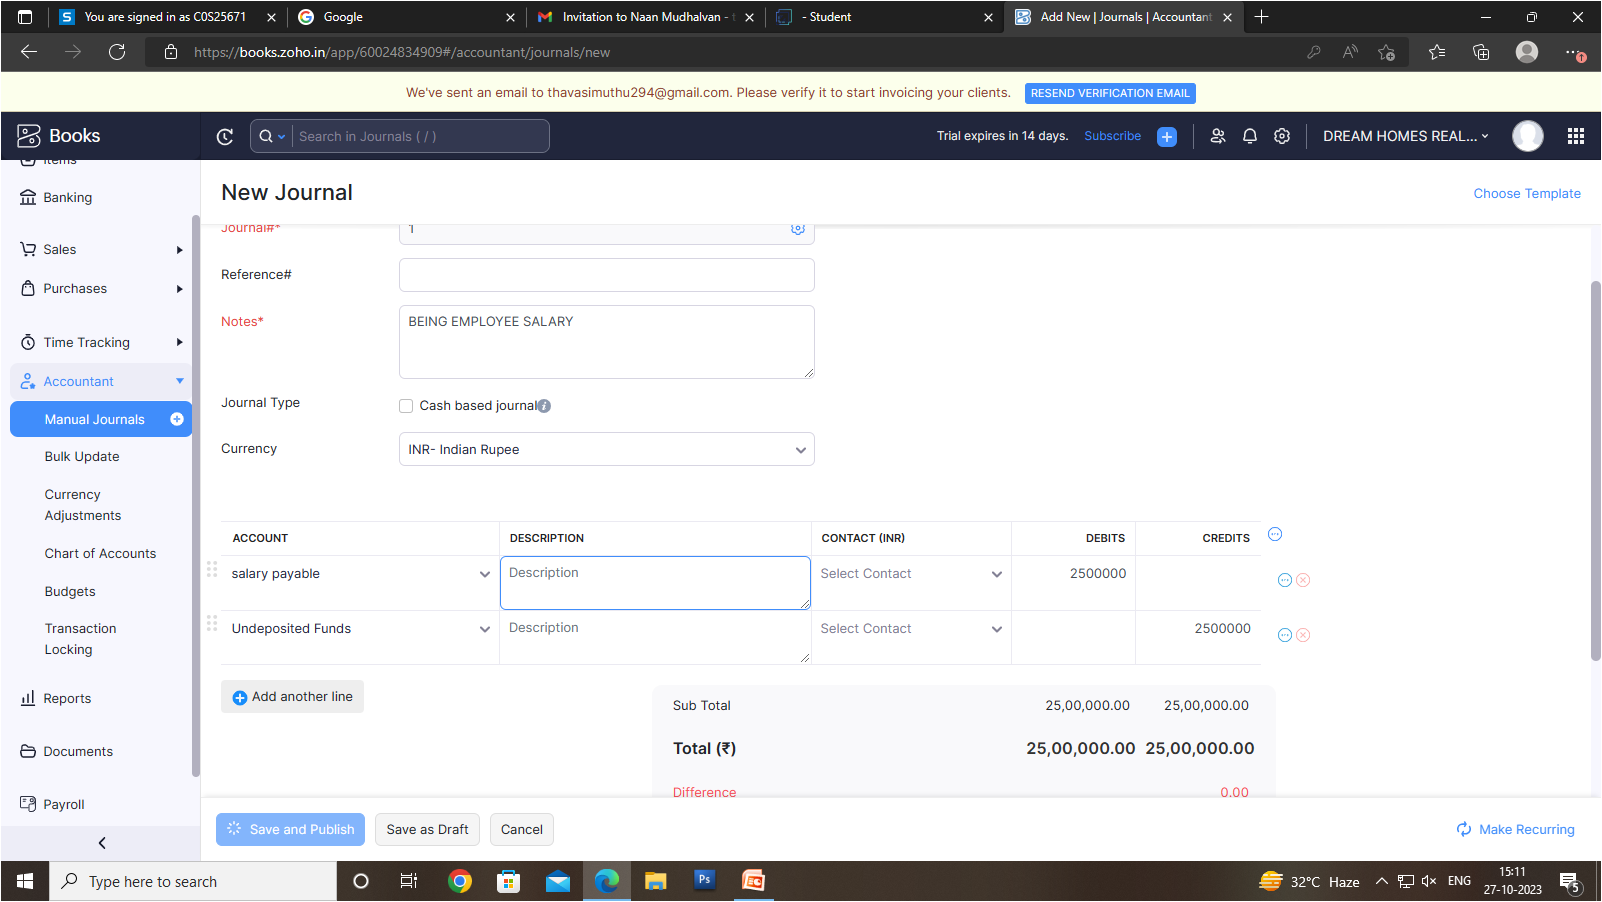 You are signed in as C0S25671
Google
Invitation to Naan Mudhalvan -
- Student
Add New | Journals | Accountant
https://books.zoho.in/app/60024834909#/accountant/journals/new
We've sent an email to thavasimuthu294@gmail.com. Please verify it to start invoicing your clients. RESEND VERIFICATION EMAIL
Books
Search in Journals ( / )
Trial expires in 14 days. Subscribe
DREAM HOMES REAL...
Items
Banking
Sales
Purchases
Time Tracking
Accountant
Manual Journals
Bulk Update
Currency
Adjustments
Chart of Accounts
Budgets
Transaction
Locking
Reports
Documents
Payroll
New Journal
Choose Template
Journal#* 1
Reference#
Notes* BEING EMPLOYEE SALARY
Journal Type Cash based journal
Currency INR- Indian Rupee
ACCOUNT DESCRIPTION CONTACT (INR) DEBITS CREDITS
salary payable Description Select Contact 2500000
Undeposited Funds Description Select Contact 2500000
Add another line
Sub Total 25,00,000.00 25,00,000.00
Total (₹) 25,00,000.00 25,00,000.00
Difference 0.00
Save and Publish Save as Draft Cancel
Make Recurring
Type here to search
Ps
32°C Haze
ENG
15:11
27-10-2023
5